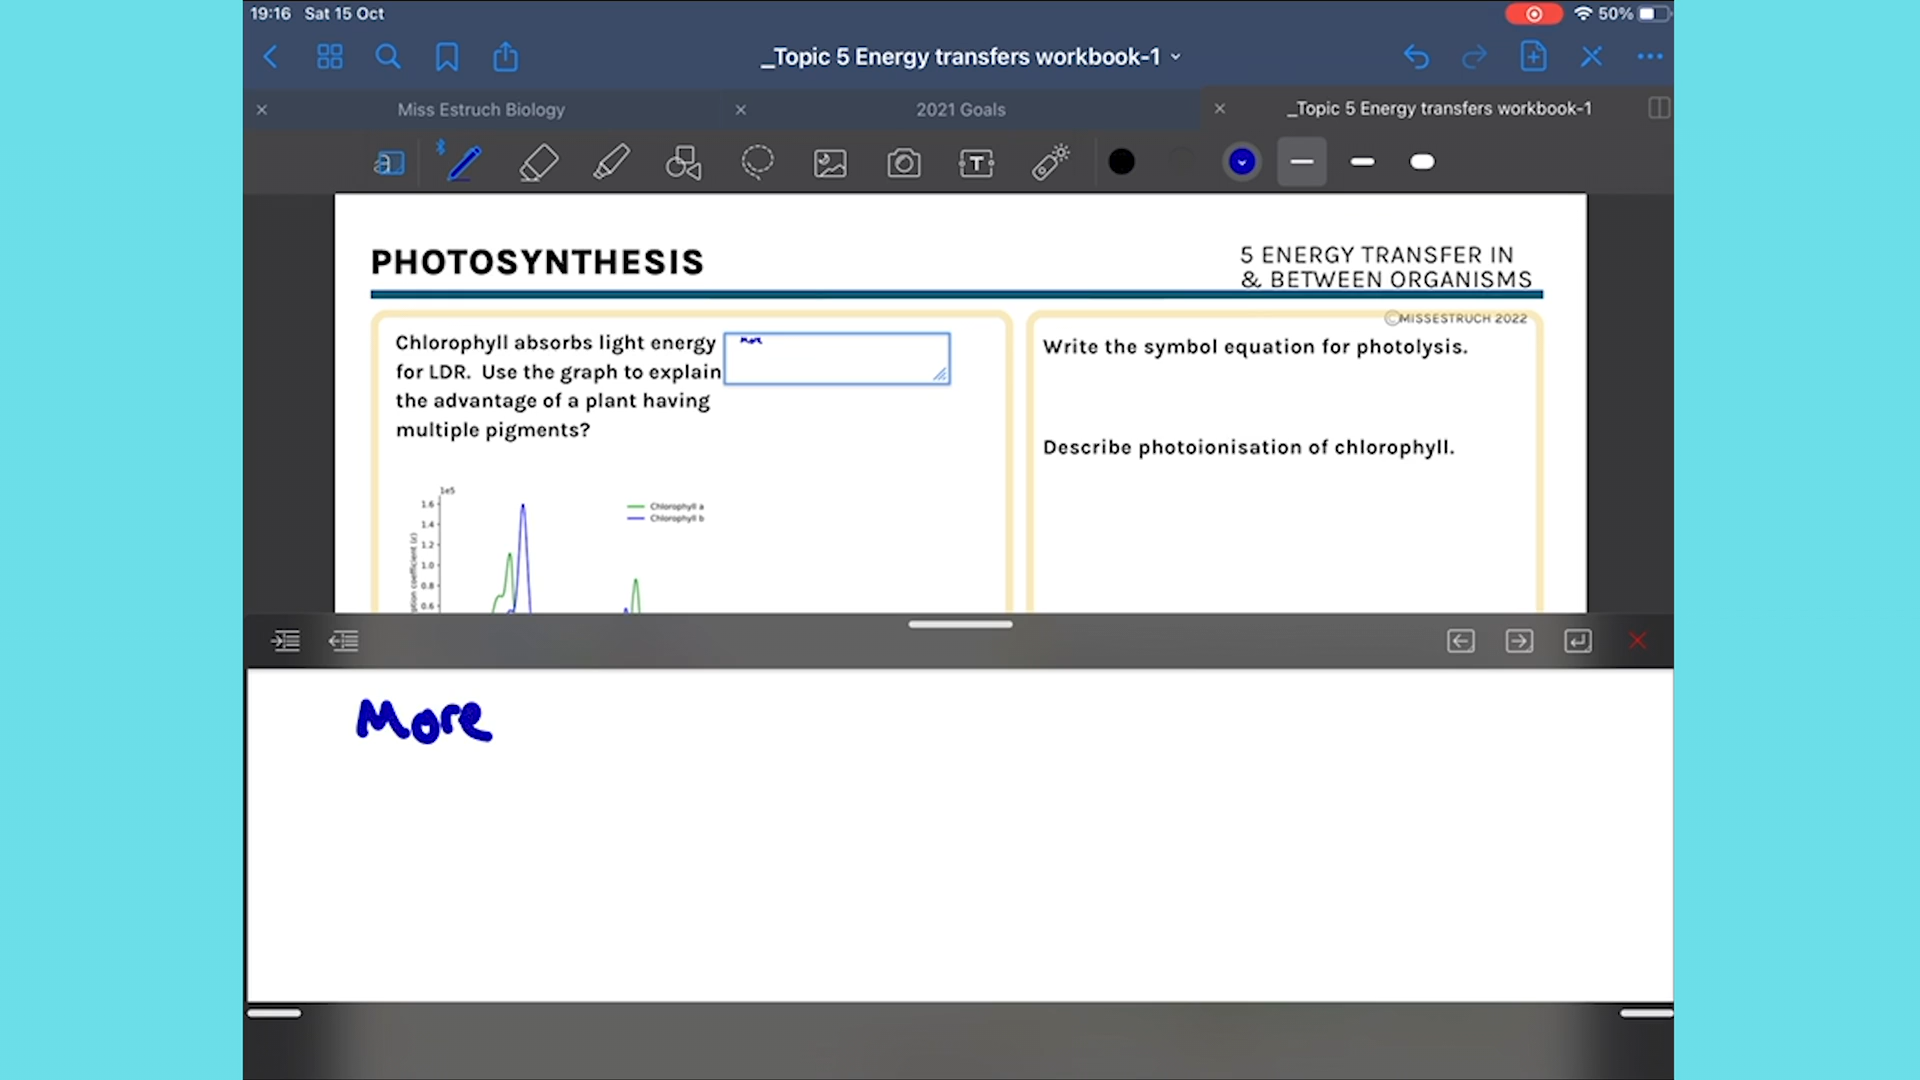 19:16 Sat 15 Oct
50%
_Topic 5 Energy transfers workbook-1
Miss Estruch Biology
2021 Goals
_Topic 5 Energy transfers workbook-1
PHOTOSYNTHESIS
5 ENERGY TRANSFER IN
& BETWEEN ORGANISMS
©MISSESTRUCH 2022
Chlorophyll absorbs light energy
for LDR. Use the graph to explain
the advantage of a plant having
multiple pigments?
More
1e5
1.6
1.4
1.2
1.0
0.8
0.6
coefficient (ε)
Chlorophyll a
Chlorophyll b
Write the symbol equation for photolysis.
Describe photoionisation of chlorophyll.
More